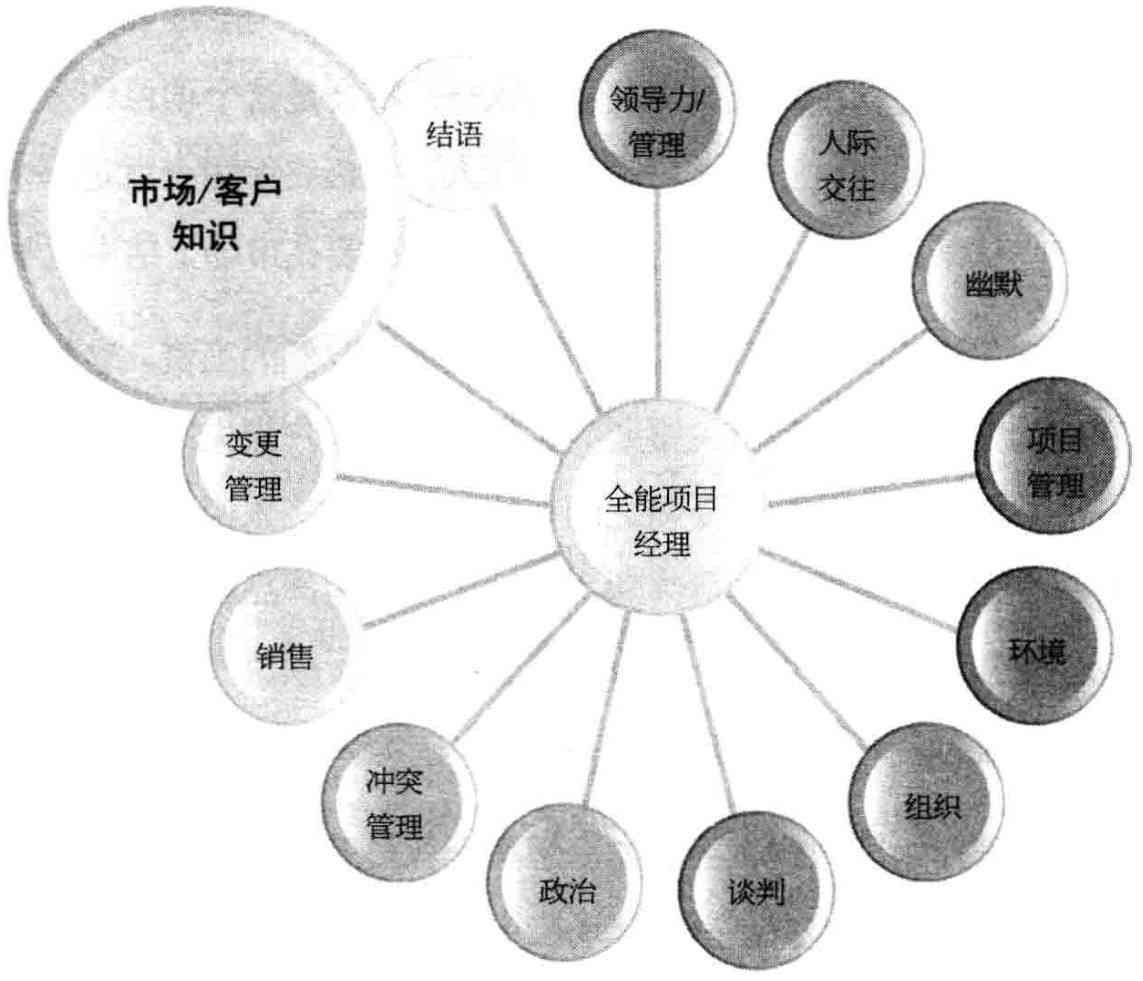 市场/客户
知识
结语
领导力/
管理
人际
交往
幽默
项目
管理
环境
组织
谈判
政治
冲突
管理
销售
变更
管理
全能项目
经理